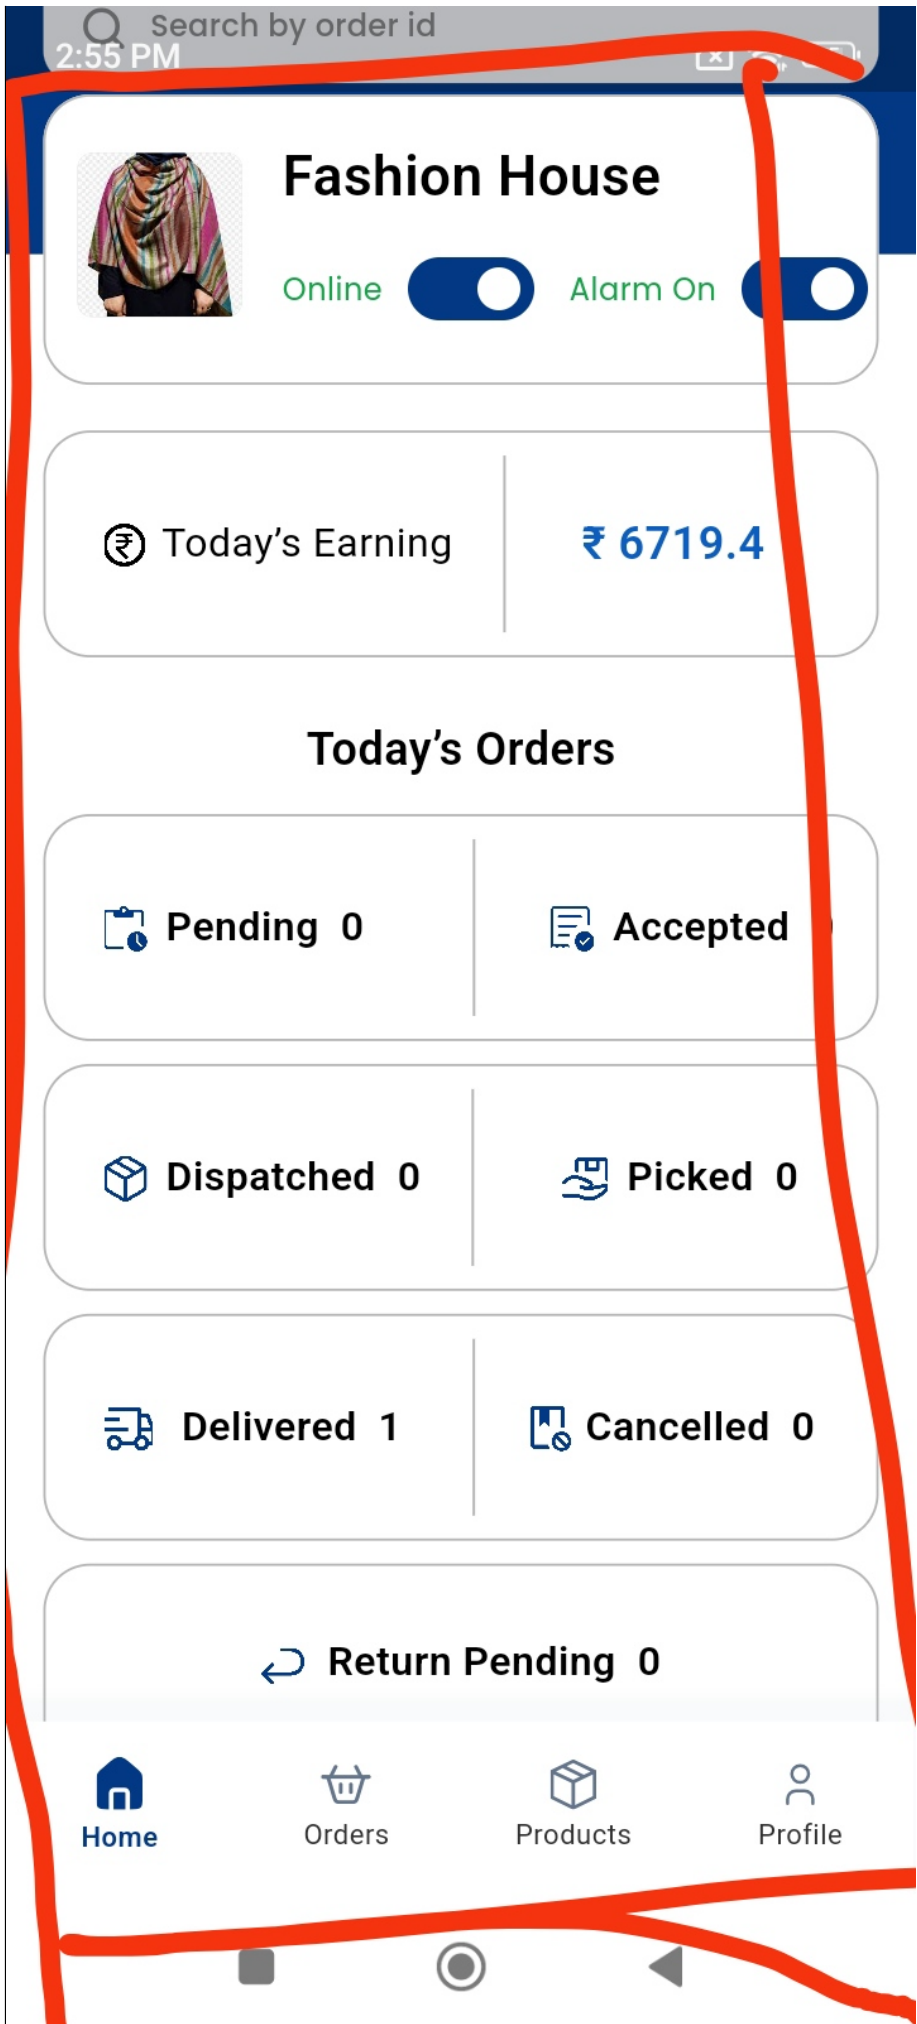 Search by order id
2:55 PM
Fashion House
Online Alarm On
₹ Today's Earning ₹ 6719.4
Today's Orders
Pending 0 Accepted
Dispatched 0 Picked 0
Delivered 1 Cancelled 0
Return Pending 0
Home Orders Products Profile